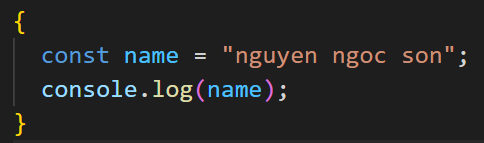 {
  const name = "nguyen ngoc son";
  console.log(name);
}